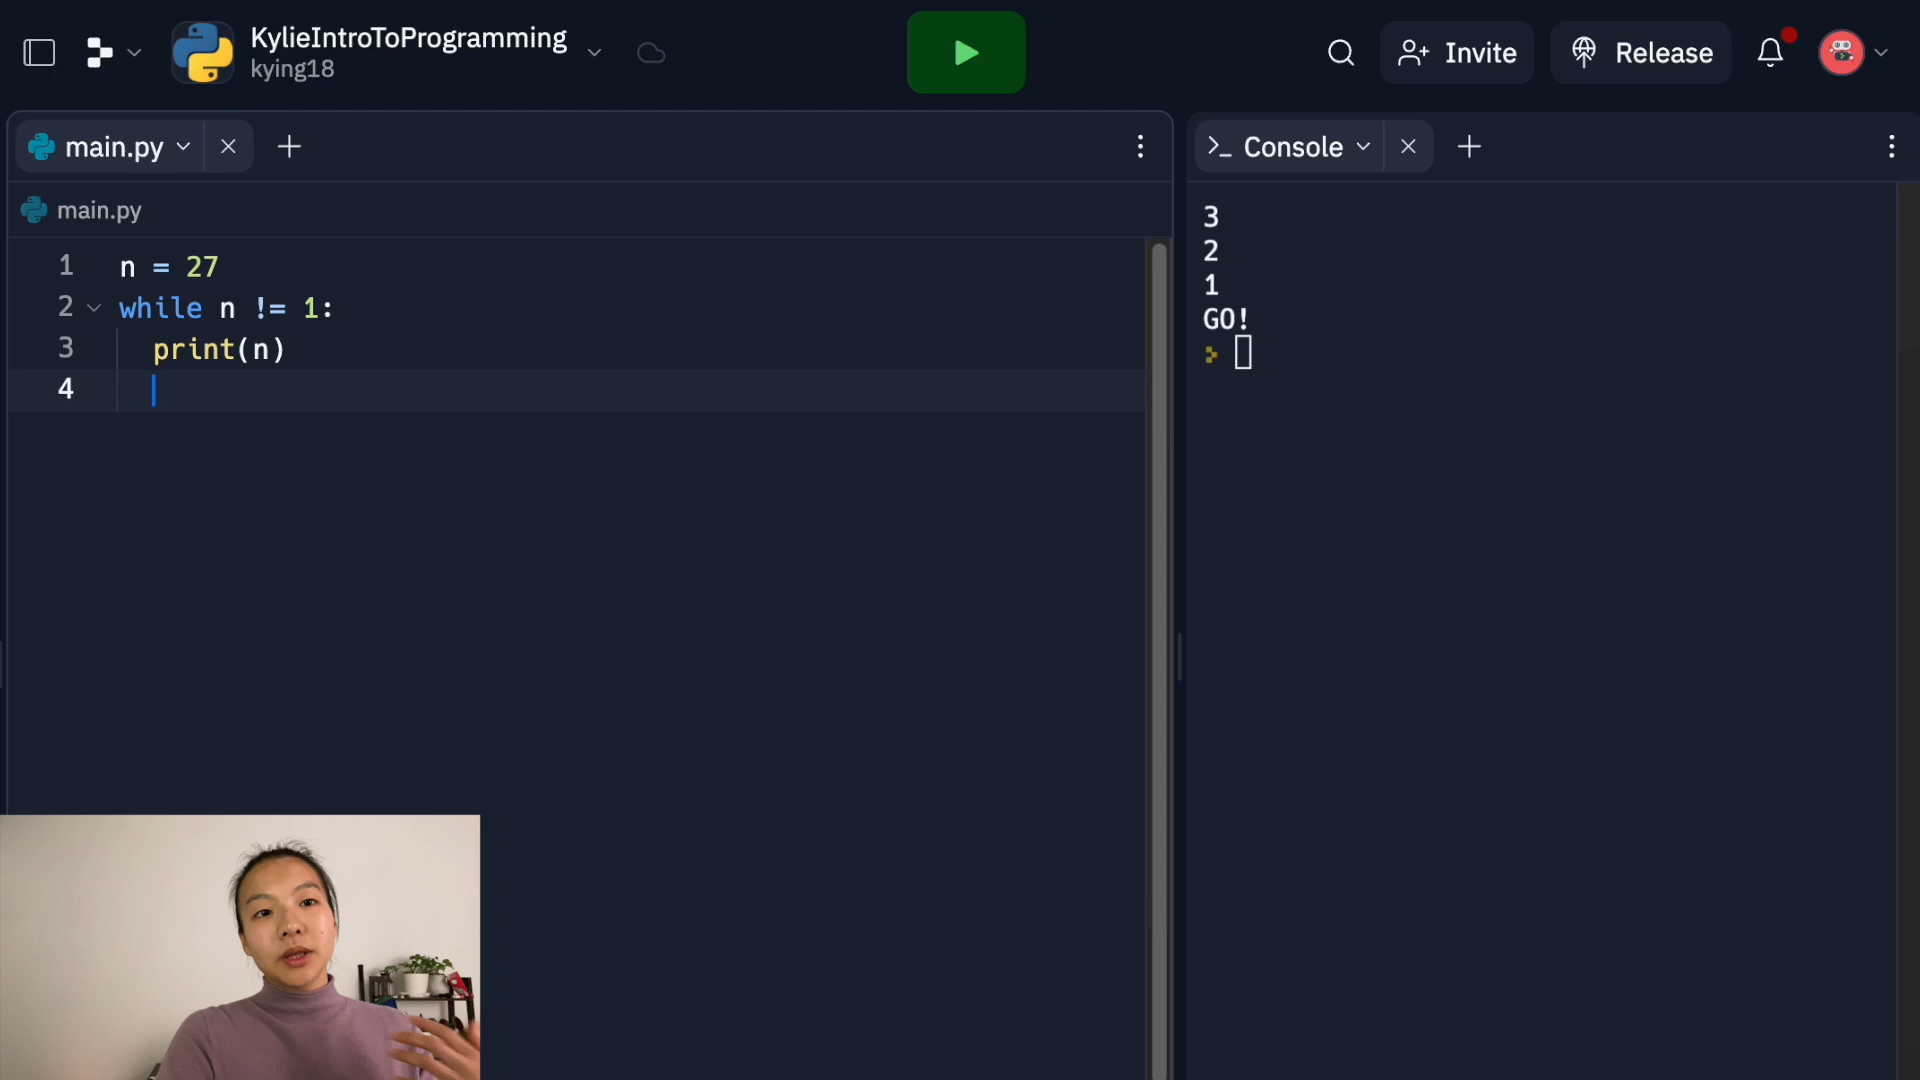 KylieIntroToProgramming
kying18
Invite
Release
main.py
>_ Console
main.py
1 n = 27
2 while n != 1:
3 print(n)
4
3
2
1
GO!